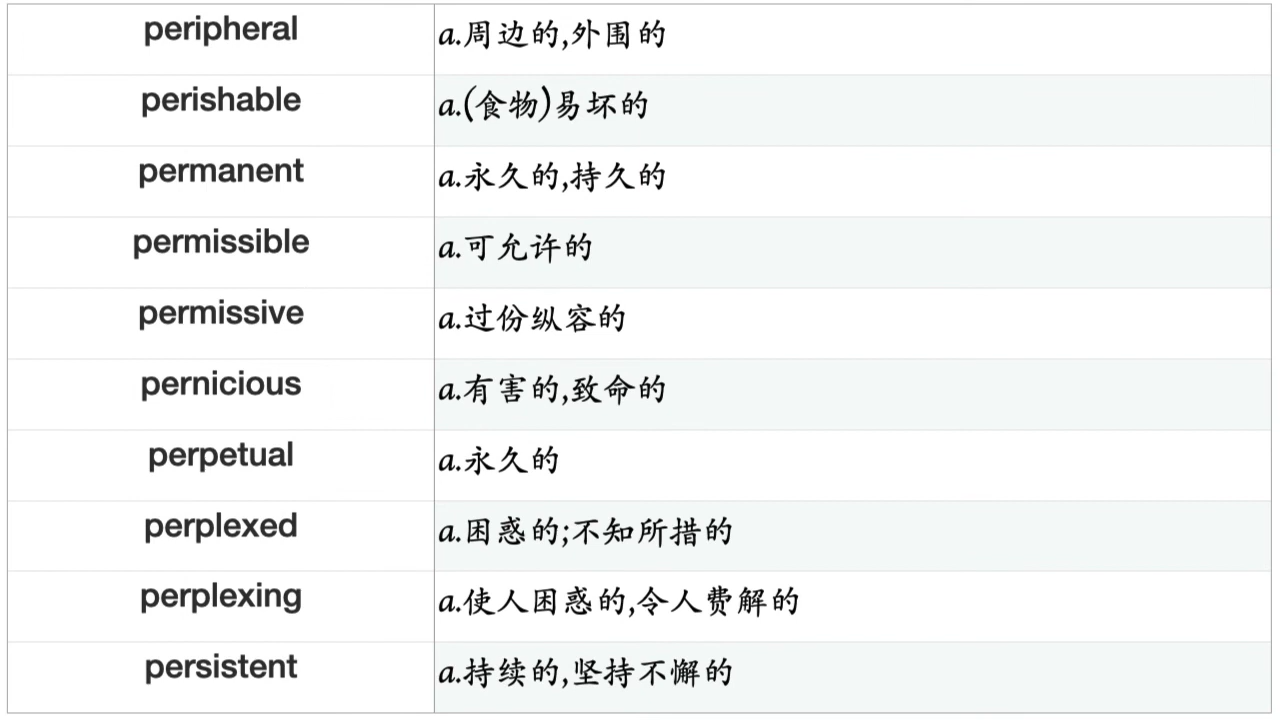 peripheral a.周边的,外围的
perishable a.(食物)易坏的
permanent a.永久的,持久的
permissible a.可允许的
permissive a.过份纵容的
pernicious a.有害的,致命的
perpetual a.永久的
perplexed a.困惑的;不知所措的
perplexing a.使人困惑的,令人费解的
persistent a.持续的,坚持不懈的